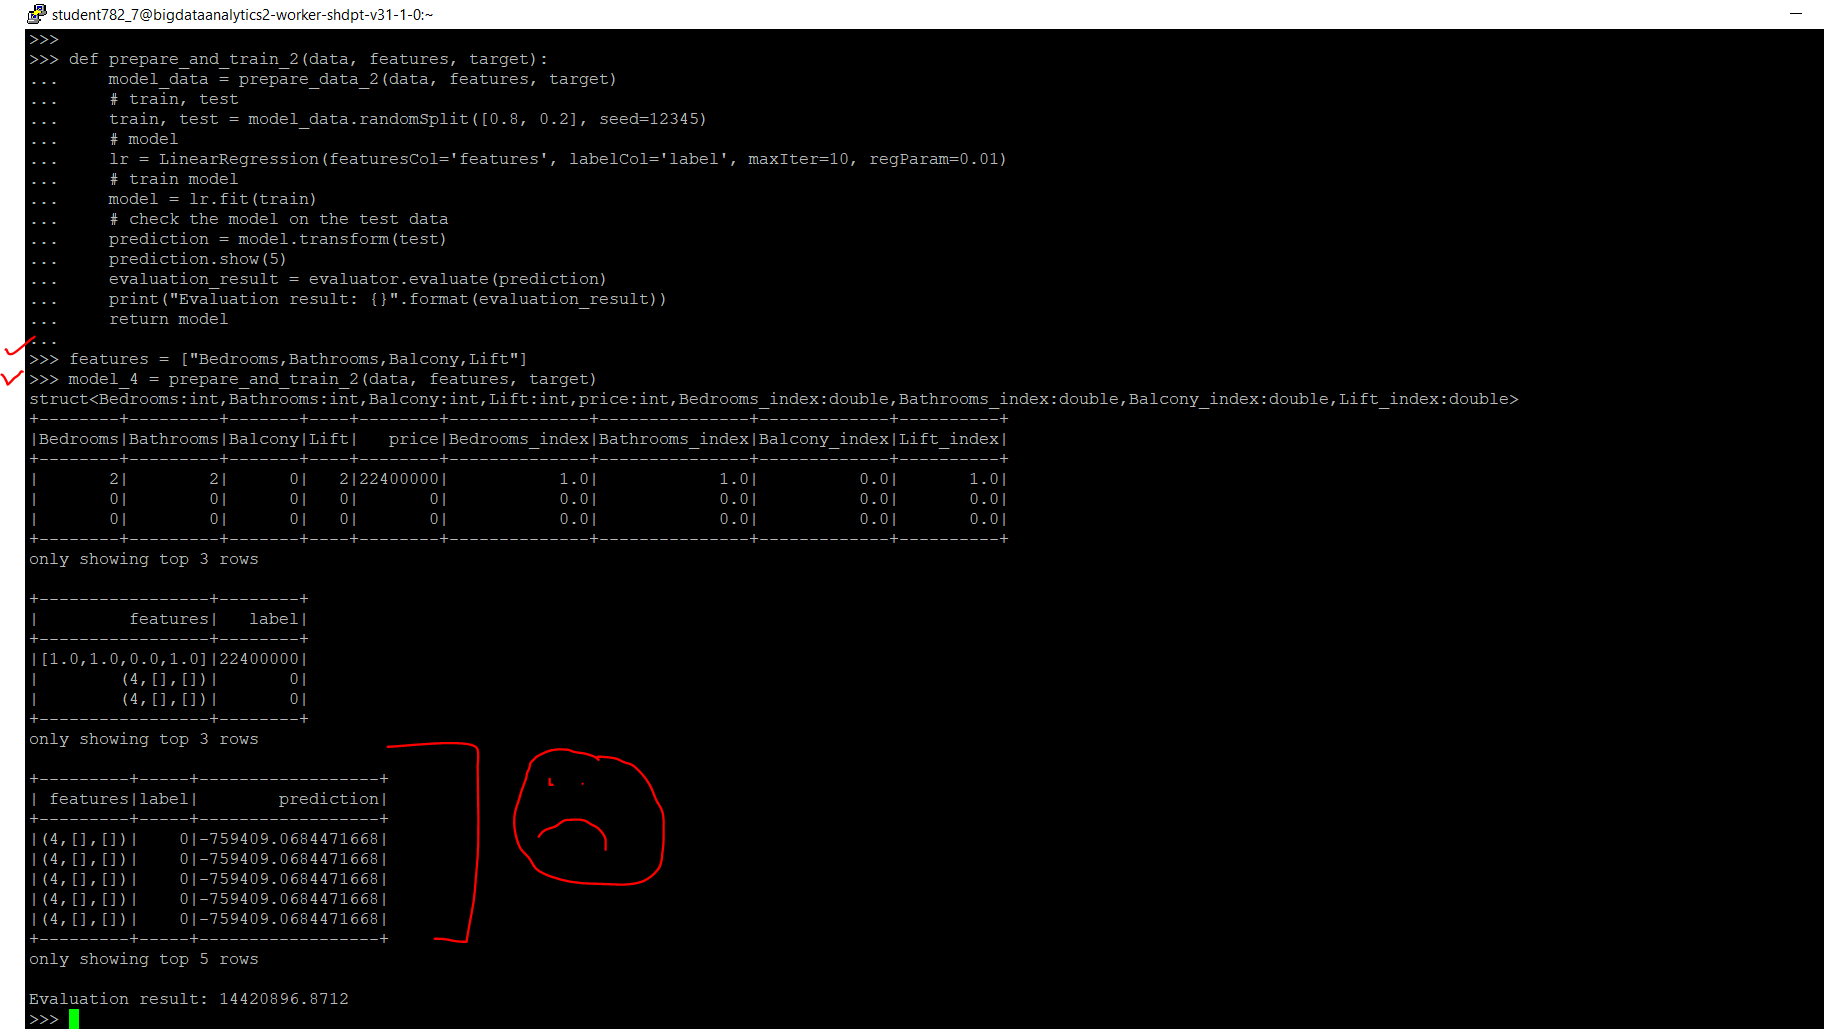 student782_7@bigdataanalytics2-worker-shdpt-v31-1-0:~
>>>
>>> def prepare_and_train_2(data, features, target):
...     model_data = prepare_data_2(data, features, target)
...     # train, test
...     train, test = model_data.randomSplit([0.8, 0.2], seed=12345)
...     # model
...     lr = LinearRegression(featuresCol='features', labelCol='label', maxIter=10, regParam=0.01)
...     # train model
...     model = lr.fit(train)
...     # check the model on the test data
...     prediction = model.transform(test)
...     prediction.show(5)
...     evaluation_result = evaluator.evaluate(prediction)
...     print("Evaluation result: {}".format(evaluation_result))
...     return model
...
>>> features = ["Bedrooms,Bathrooms,Balcony,Lift"]
>>> model_4 = prepare_and_train_2(data, features, target)
struct<Bedrooms:int,Bathrooms:int,Balcony:int,Lift:int,price:int,Bedrooms_index:double,Bathrooms_index:double,Balcony_index:double,Lift_index:double>
+--------+---------+-------+----+--------+--------------+---------------+-------------+----------+
|Bedrooms|Bathrooms|Balcony|Lift|   price|Bedrooms_index|Bathrooms_index|Balcony_index|Lift_index|
+--------+---------+-------+----+--------+--------------+---------------+-------------+----------+
|       2|        2|      0|   2|22400000|           1.0|            1.0|          0.0|       1.0|
|       0|        0|      0|   0|       0|           0.0|            0.0|          0.0|       0.0|
|       0|        0|      0|   0|       0|           0.0|            0.0|          0.0|       0.0|
+--------+---------+-------+----+--------+--------------+---------------+-------------+----------+
only showing top 3 rows
+-----------------+--------+
|         features|   label|
+-----------------+--------+
|[1.0,1.0,0.0,1.0]|22400000|
|        (4,[],[])|       0|
|        (4,[],[])|       0|
+-----------------+--------+
only showing top 3 rows
+---------+-----+------------------+
| features|label|        prediction|
+---------+-----+------------------+
|(4,[],[])|    0|-759409.0684471668|
|(4,[],[])|    0|-759409.0684471668|
|(4,[],[])|    0|-759409.0684471668|
|(4,[],[])|    0|-759409.0684471668|
|(4,[],[])|    0|-759409.0684471668|
+---------+-----+------------------+
only showing top 5 rows
Evaluation result: 14420896.8712
>>>